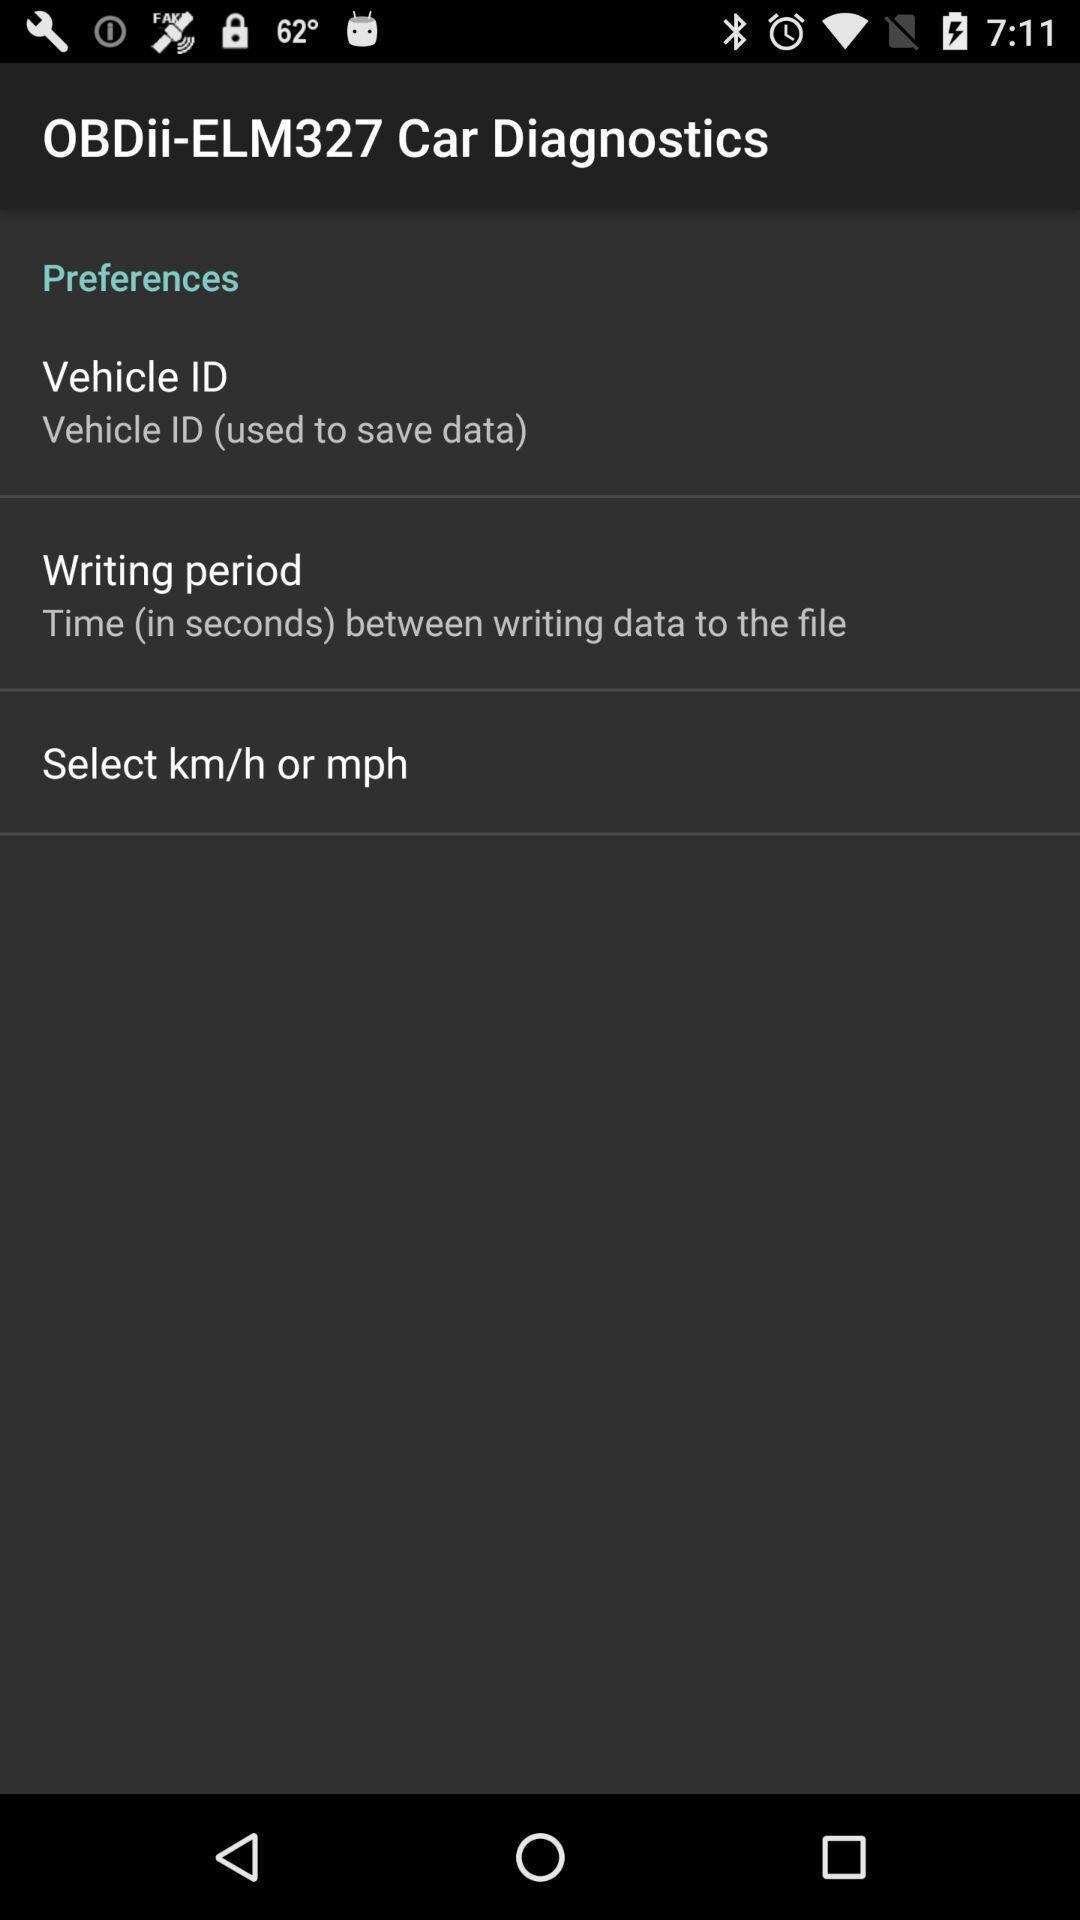 FAKE
62°
7:11
OBDii-ELM327 Car Diagnostics
Preferences
Vehicle ID
Vehicle ID (used to save data)
Writing period
Time (in seconds) between writing data to the file
Select km/h or mph